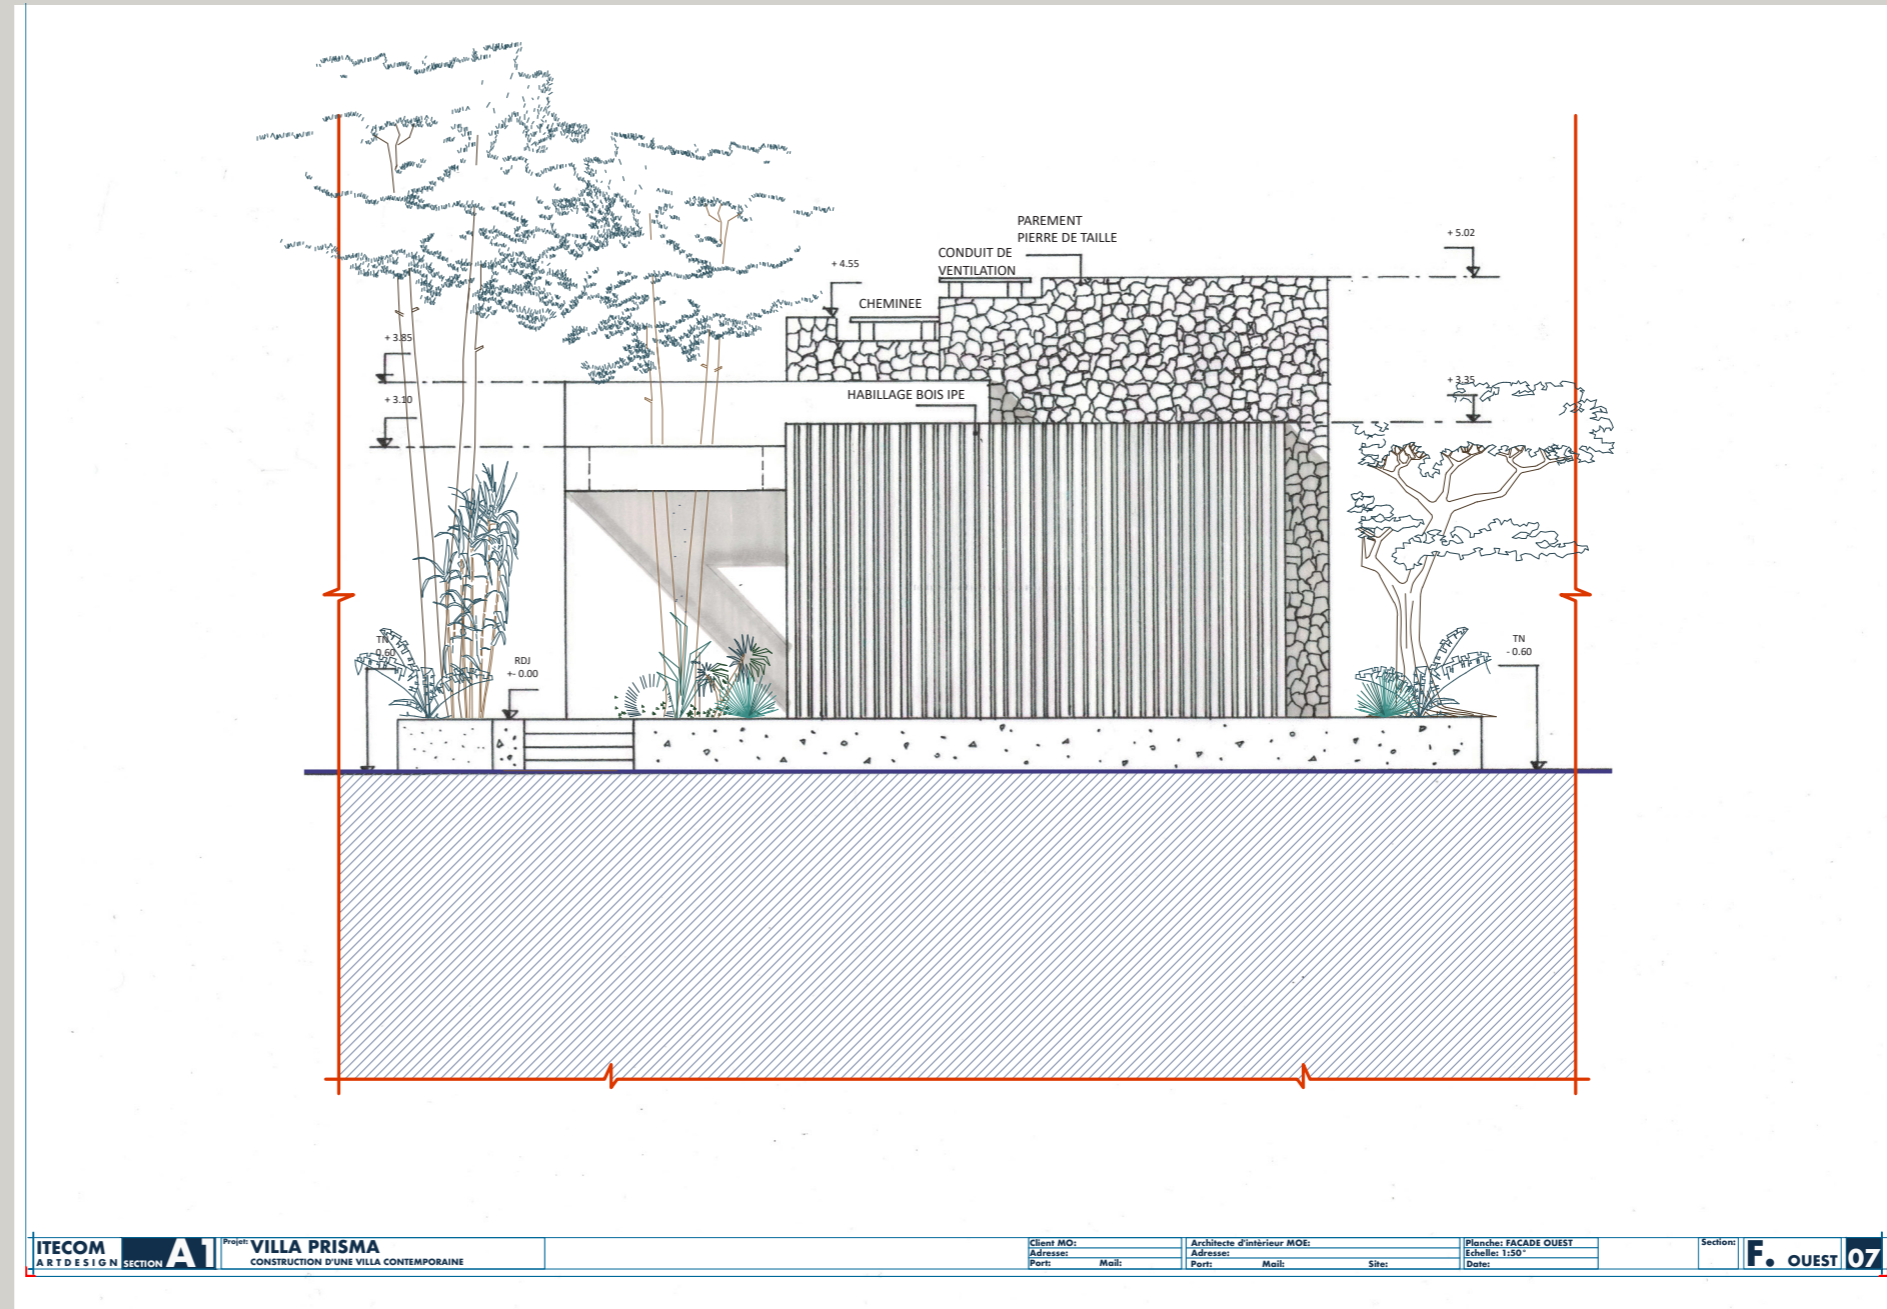 PAREMENT
PIERRE DE TAILLE
CONDUIT DE
VENTILATION
CHEMINEE
+ 4.55
+ 5.02
+ 3.85
+ 3.10
+ 3.35
HABILLAGE BOIS IPE
TN
0.60
RDJ
+- 0.00
TN
- 0.60
ITECOM
ARTDESIGN
SECTION A1
Projet: VILLA PRISMA
CONSTRUCTION D'UNE VILLA CONTEMPORAINE
Client MO:
Adresse:
Port: Mail:
Architecte d'intèrieur MOE:
Adresse:
Port: Mail: Site:
Planche: FACADE OUEST
Echelle: 1:50°
Date:
Section:
F. OUEST 07